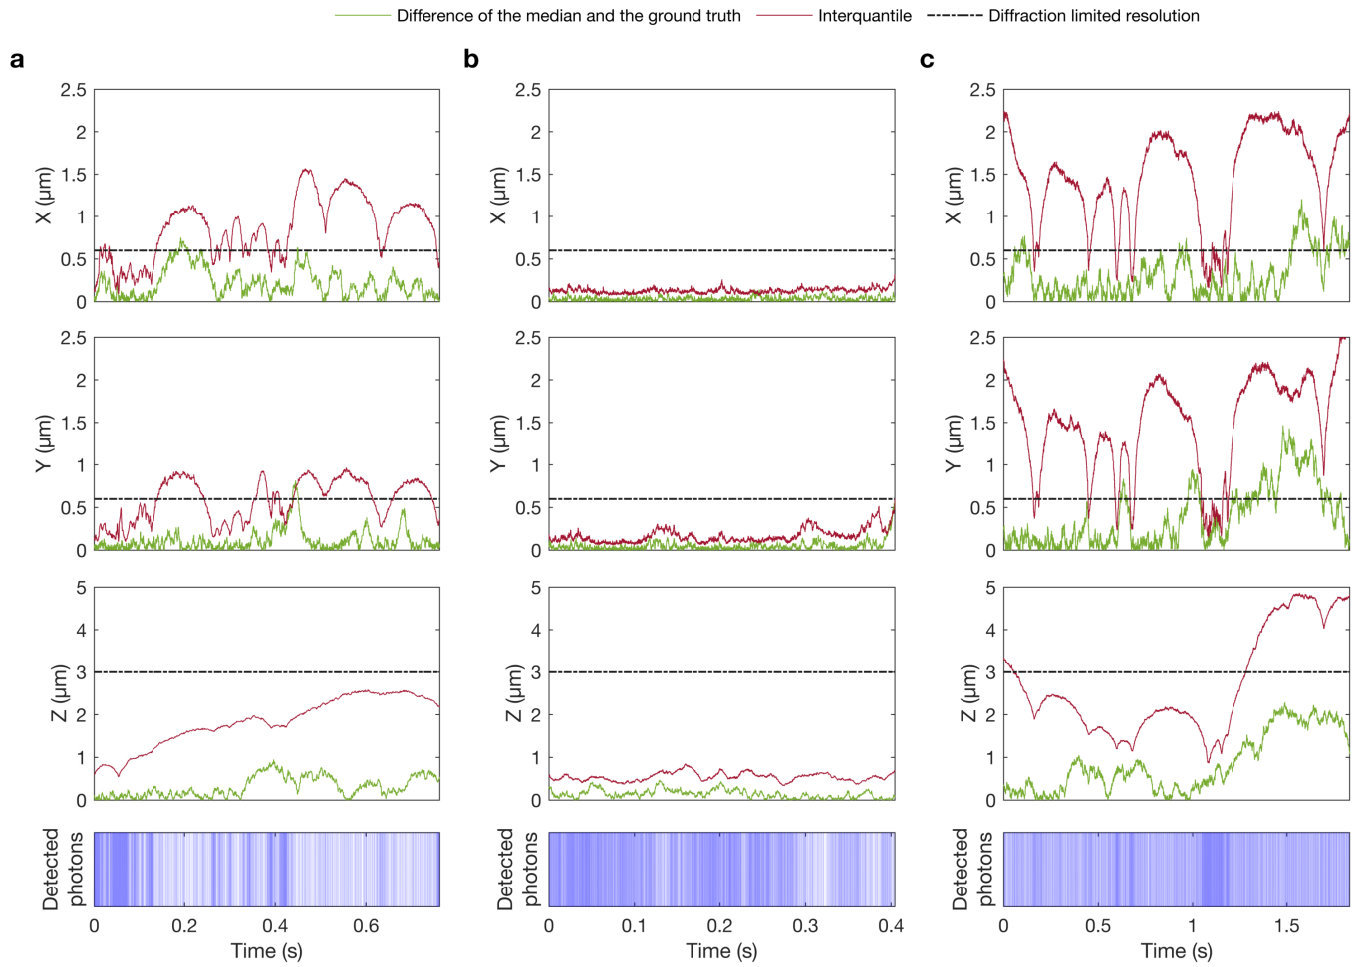 Difference of the median and the ground truth Interquantile Diffraction limited resolution
a b c
2.5 2.5 2.5
2 2 2
1.5 1.5 1.5
1 1 1
0.5 0.5 0.5
0 0 0
X (μm) X (μm) X (μm)
2.5 2.5 2.5
2 2 2
1.5 1.5 1.5
1 1 1
0.5 0.5 0.5
0 0 0
Y (μm) Y (μm) Y (μm)
5 5 5
4 4 4
3 3 3
2 2 2
1 1 1
0 0 0
Z (μm) Z (μm) Z (μm)
Detected Detected Detected
photons photons photons
0 0.2 0.4 0.6 0 0.1 0.2 0.3 0.4 0 0.5 1 1.5
Time (s) Time (s) Time (s)